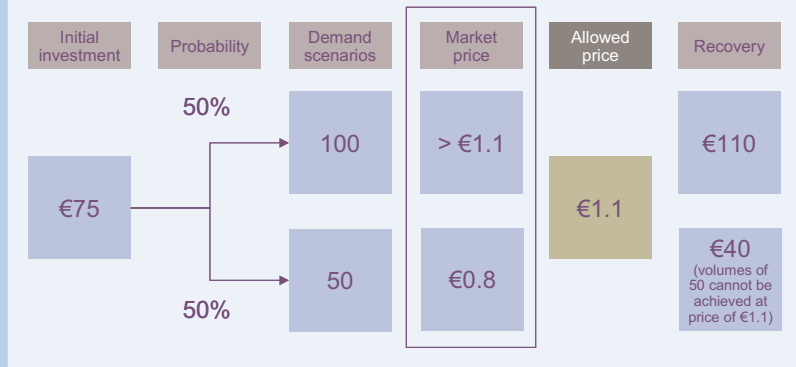 Initial
investment
Probability
Demand
scenarios
Market
price
Allowed
price
Recovery
50%
100
> €1.1
€110
€75
€1.1
50
€0.8
€40
(volumes of
50 cannot be
achieved at
price of €1.1)
50%